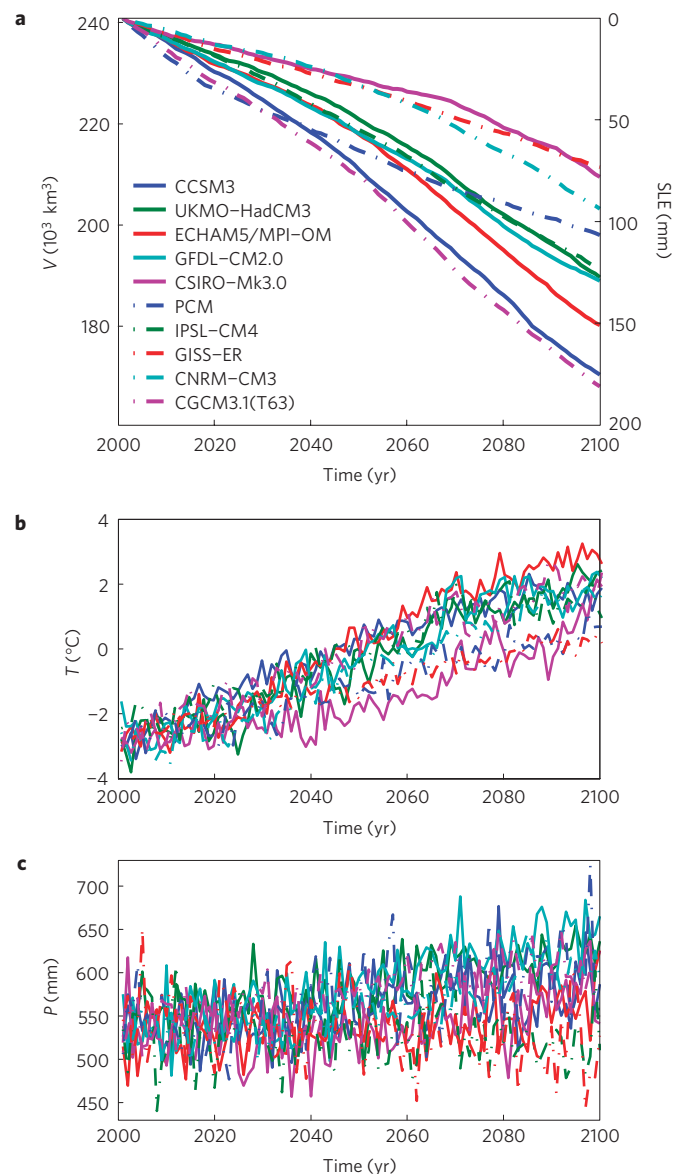 a
240
220
200
180
V (10³ km³)
0
50
100
150
200
SLE (mm)
CCSM3
UKMO–HadCM3
ECHAM5/MPI-OM
GFDL–CM2.0
CSIRO–Mk3.0
PCM
IPSL–CM4
GISS–ER
CNRM–CM3
CGCM3.1(T63)
2000 2020 2040 2060 2080 2100
Time (yr)
b
4
2
0
−2
−4
T (°C)
2000 2020 2040 2060 2080 2100
Time (yr)
c
700
650
600
550
500
450
P (mm)
2000 2020 2040 2060 2080 2100
Time (yr)